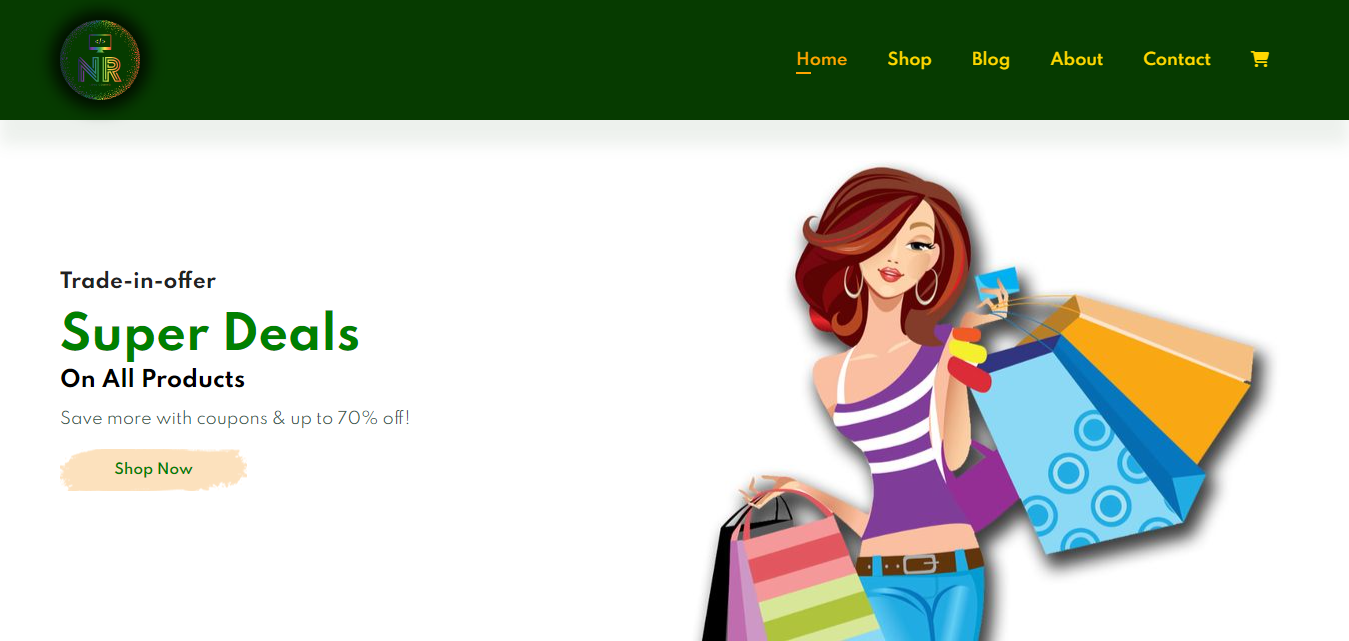 </>
NR
Home Shop Blog About Contact
Trade-in-offer
Super Deals
On All Products
Save more with coupons & up to 70% off!
Shop Now